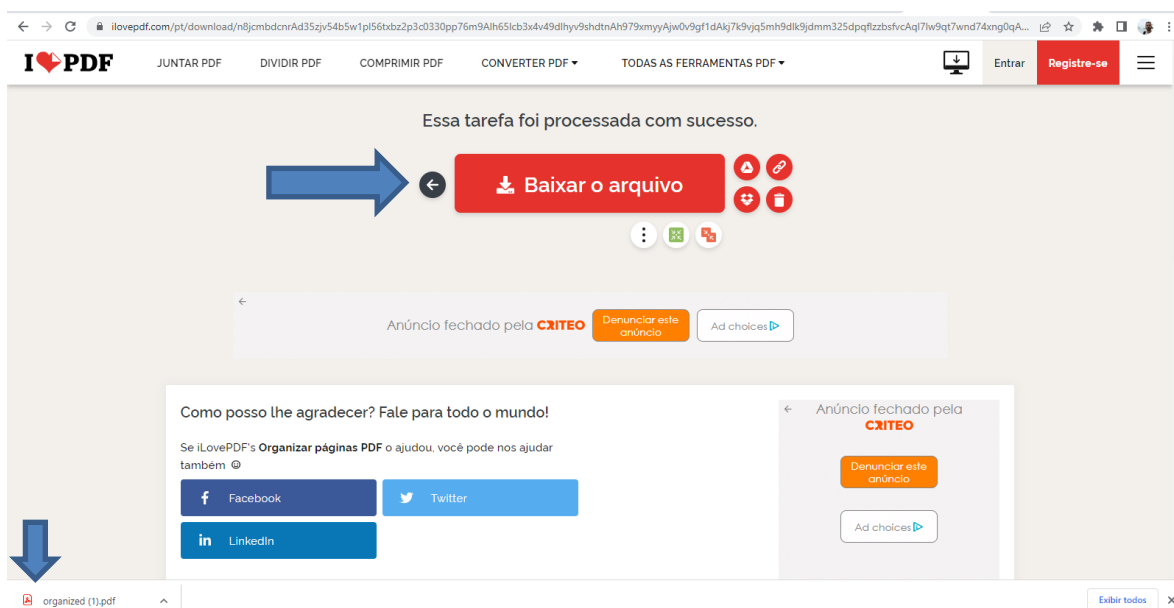 ilovepdf.com/pt/download/n8jcmbdcnrAd35zjv54b5w1pl56txbz2p3c0330pp76m9Alh65lcb3x4v49dlhyv9shdtnAh979xmyyAjw0v9gf1dAkj7k9vjq5mh9dlk9jdmm325dpqflzzbsfvcAql7lw9qt7wnd74xng0qA...
I PDF
JUNTAR PDF
DIVIDIR PDF
COMPRIMIR PDF
CONVERTER PDF
TODAS AS FERRAMENTAS PDF
Entrar
Registre-se
Essa tarefa foi processada com sucesso.
Baixar o arquivo
Anúncio fechado pela CRITEO
Denunciar este
anúncio
Ad choices
Como posso lhe agradecer? Fale para todo o mundo!
Se iLovePDF's Organizar páginas PDF o ajudou, você pode nos ajudar
também
Facebook
Twitter
LinkedIn
Anúncio fechado pela
CRITEO
Denunciar este
anúncio
Ad choices
organized (1).pdf
Exibir todos